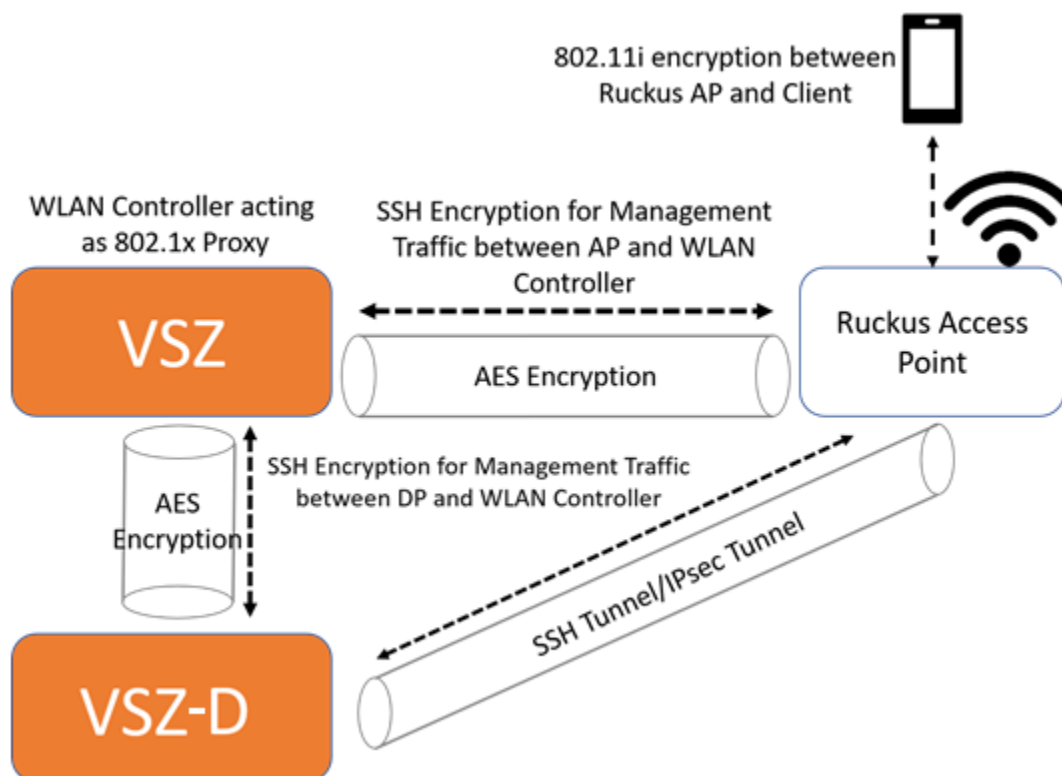 802.11i encryption between
Ruckus AP and Client
WLAN Controller acting
as 802.1x Proxy
SSH Encryption for Management
Traffic between AP and WLAN
Controller
VSZ
AES Encryption
Ruckus Access
Point
SSH Encryption for Management Traffic
between DP and WLAN Controller
AES
Encryption
SSH Tunnel/IPsec Tunnel
VSZ-D